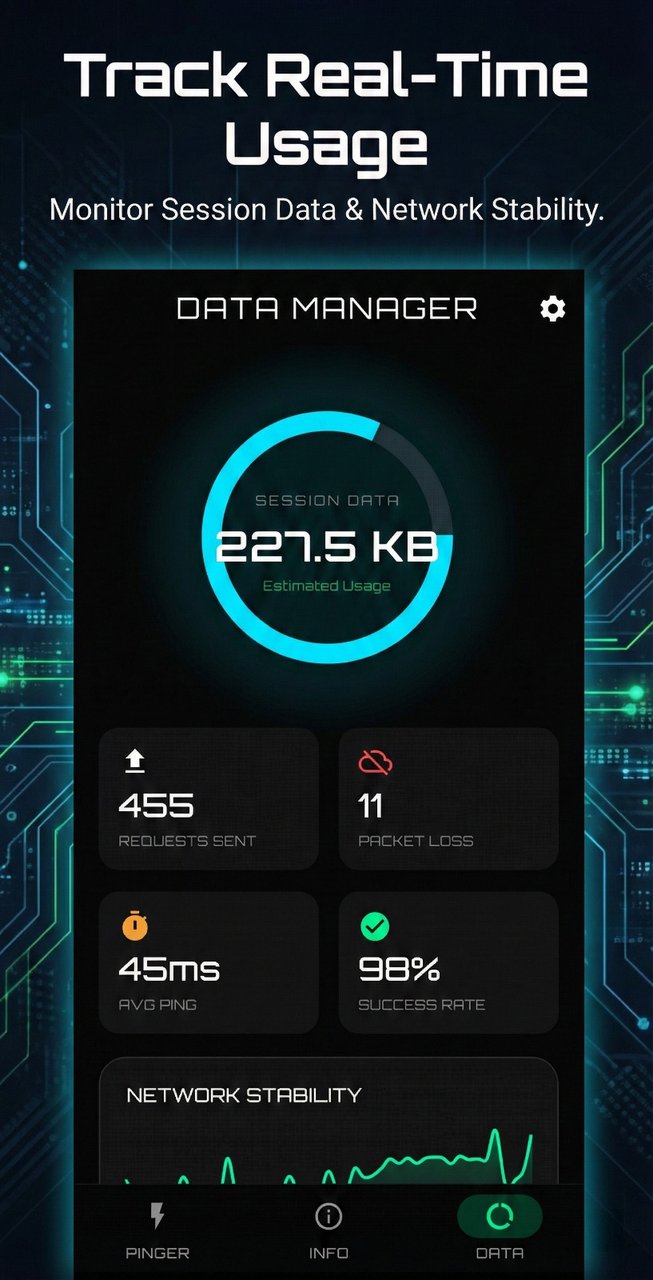 Track Real-Time
Usage
Monitor Session Data & Network Stability.
DATA MANAGER
SESSION DATA
227.5 KB
Estimated Usage
455
REQUESTS SENT
11
PACKET LOSS
45ms
AVG PING
98%
SUCCESS RATE
NETWORK STABILITY
PINGER
INFO
DATA